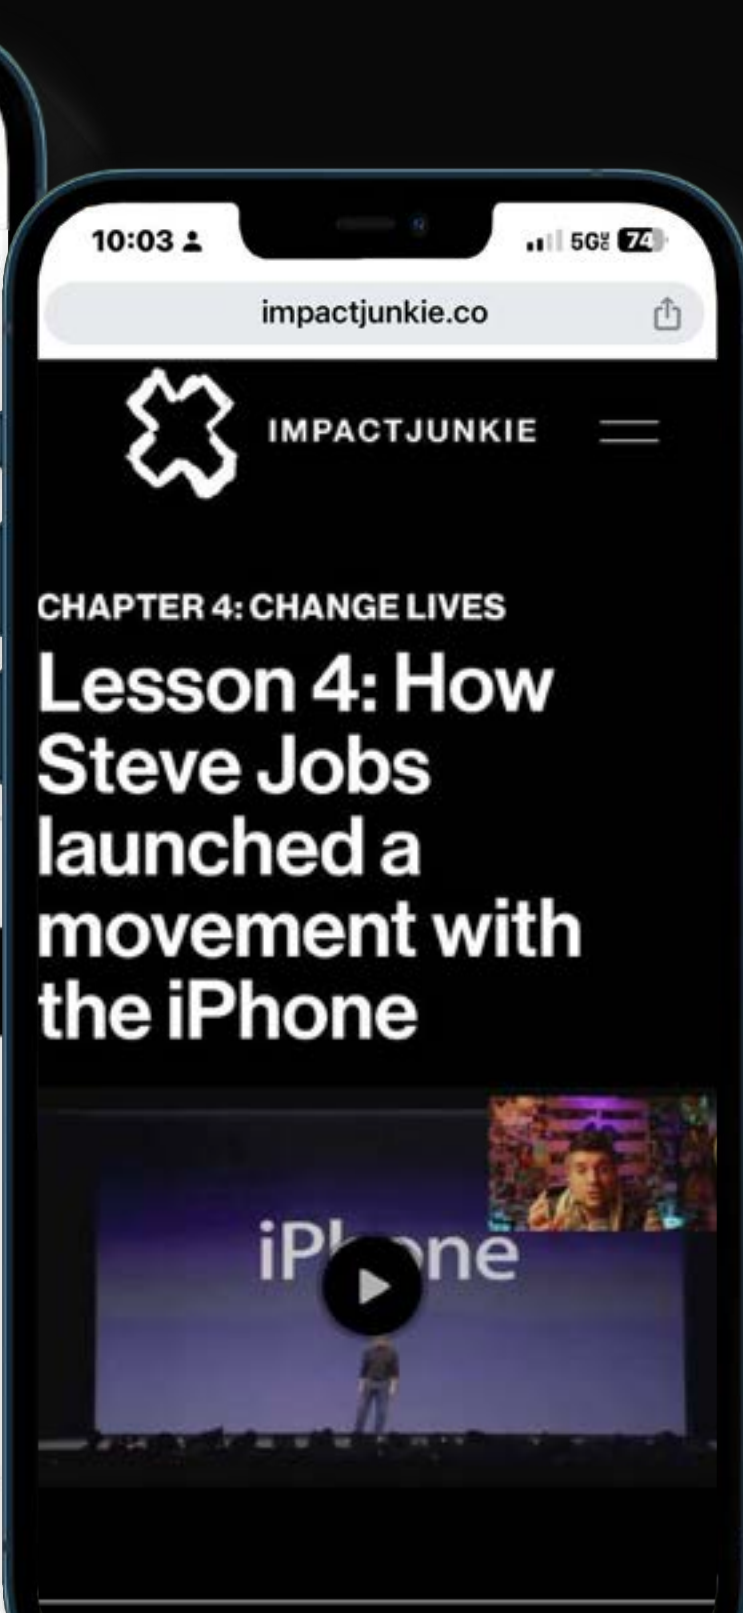 10:03
5G 74
impactjunkie.co
IMPACTJUNKIE
CHAPTER 4: CHANGE LIVES
Lesson 4: How
Steve Jobs
launched a
movement with
the iPhone